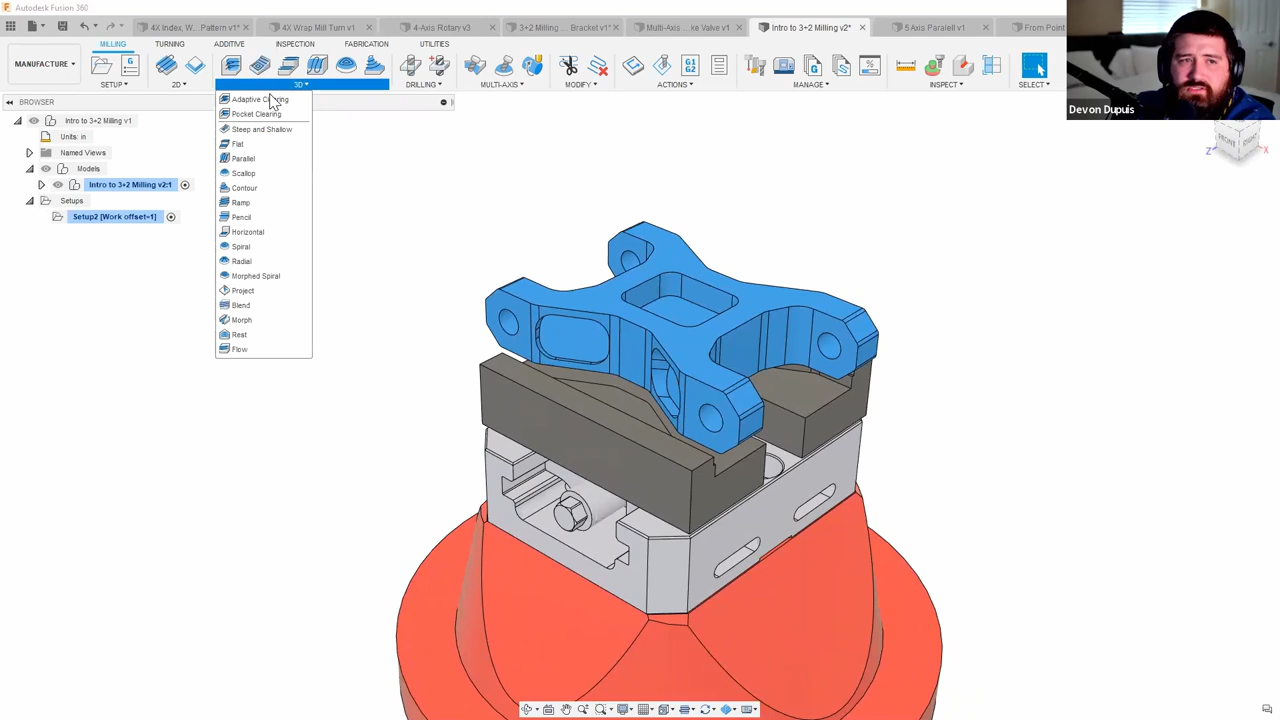 Autodesk Fusion 360
4X Index, W... Pattern v1*
4X Wrap Mill Turn v1
4-Axis Rotary v3
3+2 Milling ... Bracket v1*
Multi-Axis ... ke Valve v1
Intro to 3+2 Milling v2*
5 Axis Paralell v1
From Point
MILLING
TURNING
ADDITIVE
INSPECTION
FABRICATION
UTILITIES
MANUFACTURE
SETUP
2D
3D
DRILLING
MULTI-AXIS
MODIFY
ACTIONS
MANAGE
INSPECT
SELECT
G1
G2
Devon Dupuis
BROWSER
Intro to 3+2 Milling v1
Units: in
Named Views
Models
Intro to 3+2 Milling v2:1
Setups
Setup2 [Work offset=1]
Adaptive Clearing
Pocket Clearing
Steep and Shallow
Flat
Parallel
Scallop
Contour
Ramp
Pencil
Horizontal
Spiral
Radial
Morphed Spiral
Project
Blend
Morph
Rest
Flow
FRONT
RIGHT
Z
X